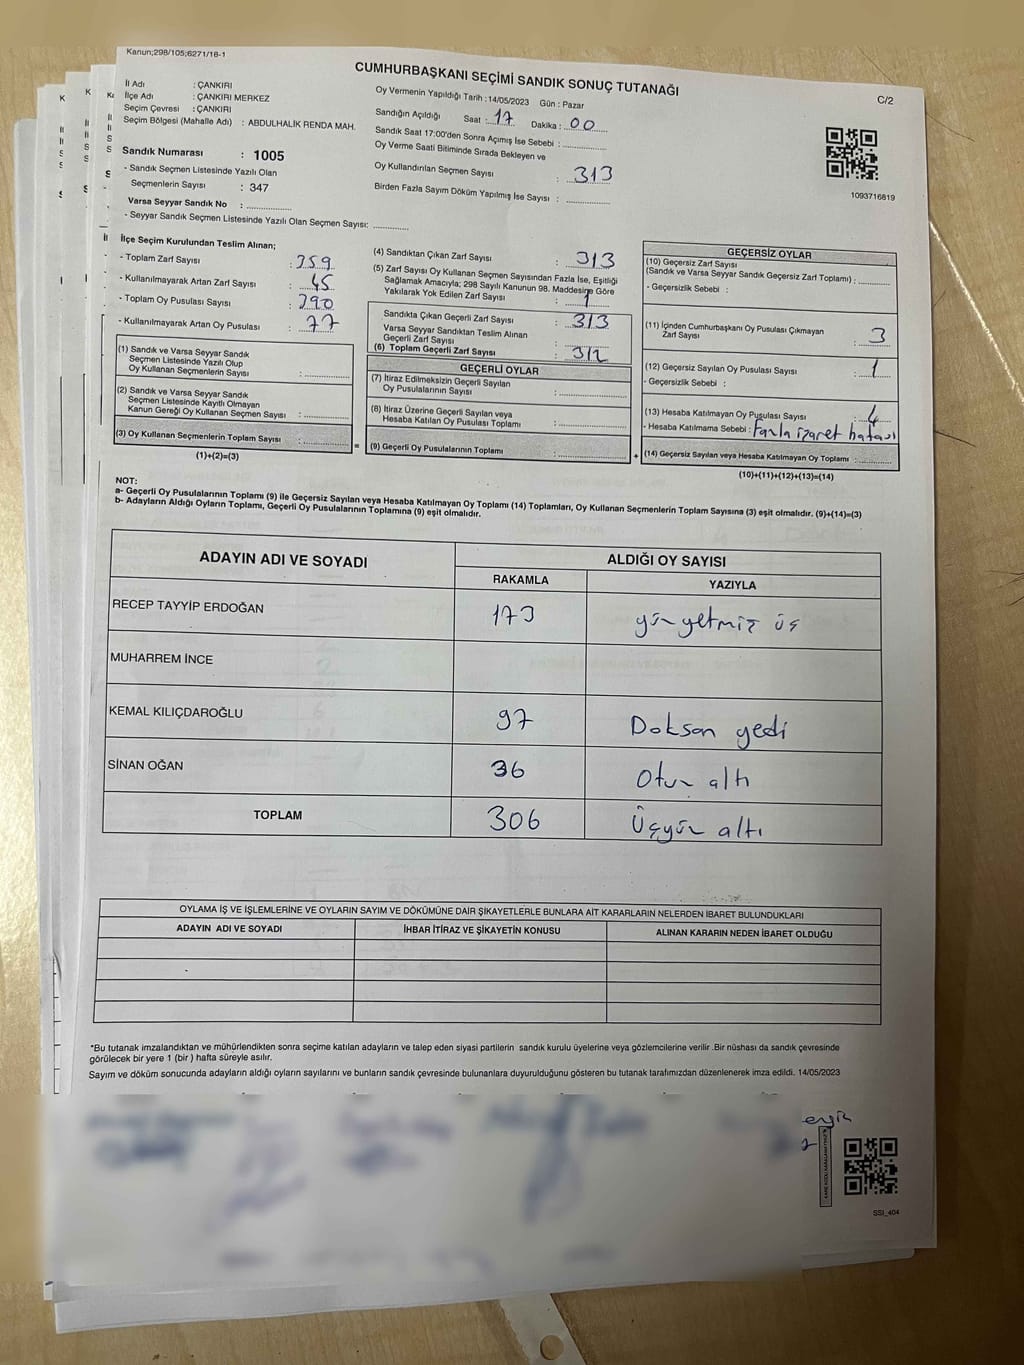 Kanun;298/105;6271/18-1
CUMHURBAŞKANI SEÇİMİ SANDIK SONUÇ TUTANAĞI
C/2
İl Adı : ÇANKIRI
İlçe Adı : ÇANKIRI MERKEZ
Seçim Çevresi : ÇANKIRI
Seçim Bölgesi (Mahalle Adı) : ABDULHALİK RENDA MAH.
Sandık Numarası : 1005
- Sandık Seçmen Listesinde Yazılı Olan
Seçmenlerin Sayısı : 347
Varsa Seyyar Sandık No :
- Seyyar Sandık Seçmen Listesinde Yazılı Olan Seçmen Sayısı:
Oy Vermenin Yapıldığı Tarih :14/05/2023 Gün : Pazar
Sandığın Açıldığı Saat : 17 Dakika : 00
Sandık Saat 17:00'den Sonra Açımış İse Sebebi :
Oy Verme Saati Bitiminde Sırada Bekleyen ve
Oy Kullandırılan Seçmen Sayısı : 313
Birden Fazla Sayım Döküm Yapılmış İse Sayısı :
1093716819
İlçe Seçim Kurulundan Teslim Alınan;
- Toplam Zarf Sayısı : 359
- Kullanılmayarak Artan Zarf Sayısı : 45
- Toplam Oy Pusulası Sayısı : 390
- Kullanılmayarak Artan Oy Pusulası : 77
(1) Sandık ve Varsa Seyyar Sandık
Seçmen Listesinde Yazılı Olup
Oy Kullanan Seçmenlerin Sayısı :
(2) Sandık ve Varsa Seyyar Sandık
Seçmen Listesinde Kayıtlı Olmayan
Kanun Gereği Oy Kullanan Seçmen Sayısı :
(3) Oy Kullanan Seçmenlerin Toplam Sayısı :
(1)+(2)=(3)
(4) Sandıktan Çıkan Zarf Sayısı : 313
(5) Zarf Sayısı Oy Kullanan Seçmen Sayısından Fazla İse, Eşitliği
Sağlamak Amacıyla; 298 Sayılı Kanunun 98. Maddesine Göre
Yakılarak Yok Edilen Zarf Sayısı : 1
Sandıkta Çıkan Geçerli Zarf Sayısı : 313
Varsa Seyyar Sandıktan Teslim Alınan
Geçerli Zarf Sayısı :
(6) Toplam Geçerli Zarf Sayısı : 312
GEÇERLİ OYLAR
(7) İtiraz Edilmeksizin Geçerli Sayılan
Oy Pusulalarının Sayısı :
(8) İtiraz Üzerine Geçerli Sayılan veya
Hesaba Katılan Oy Pusulası Toplamı :
= (9) Geçerli Oy Pusulalarının Toplamı : +
GEÇERSİZ OYLAR
(10) Geçersiz Zarf Sayısı
(Sandık ve Varsa Seyyar Sandık Geçersiz Zarf Toplamı) :
- Geçersizlik Sebebi :
(11) İçinden Cumhurbaşkanı Oy Pusulası Çıkmayan
Zarf Sayısı : 3
(12) Geçersiz Sayılan Oy Pusulası Sayısı : 1
- Geçersizlik Sebebi :
(13) Hesaba Katılmayan Oy Pusulası Sayısı : 4
- Hesaba Katılmama Sebebi : Fazla işaret hatası
(14) Geçersiz Sayılan veya Hesaba Katılmayan Oy Toplamı :
(10)+(11)+(12)+(13)=(14)
NOT:
a- Geçerli Oy Pusulalarının Toplamı (9) ile Geçersiz Sayılan veya Hesaba Katılmayan Oy Toplamı (14) Toplamları, Oy Kullanan Seçmenlerin Toplam Sayısına (3) eşit olmalıdır. (9)+(14)=(3)
b- Adayların Aldığı Oyların Toplamı, Geçerli Oy Pusulalarının Toplamına (9) eşit olmalıdır.
ADAYIN ADI VE SOYADI ALDIĞI OY SAYISI
RAKAMLA YAZIYLA
RECEP TAYYİP ERDOĞAN 173 yüzyetmiş üç
MUHARREM İNCE
KEMAL KILIÇDAROĞLU 97 Doksan yedi
SİNAN OĞAN 36 Otuz altı
TOPLAM 306 Üçyüz altı
OYLAMA İŞ VE İŞLEMLERİNE VE OYLARIN SAYIM VE DÖKÜMÜNE DAİR ŞİKAYETLERLE BUNLARA AİT KARARLARIN NELERDEN İBARET BULUNDUKLARI
ADAYIN ADI VE SOYADI İHBAR İTİRAZ VE ŞİKAYETİN KONUSU ALINAN KARARIN NEDEN İBARET OLDUĞU
*Bu tutanak imzalandıktan ve mühürlendikten sonra seçime katılan adayların ve talep eden siyasi partilerin sandık kurulu üyelerine veya gözlemcilerine verilir .Bir nüshası da sandık çevresinde
görülecek bir yere 1 (bir ) hafta süreyle asılır.
Sayım ve döküm sonucunda adayların aldığı oyların sayılarını ve bunların sandık çevresinde bulunanlara duyurulduğunu gösteren bu tutanak tarafımızdan düzenlenerek imza edildi. 14/05/2023
SSI_404